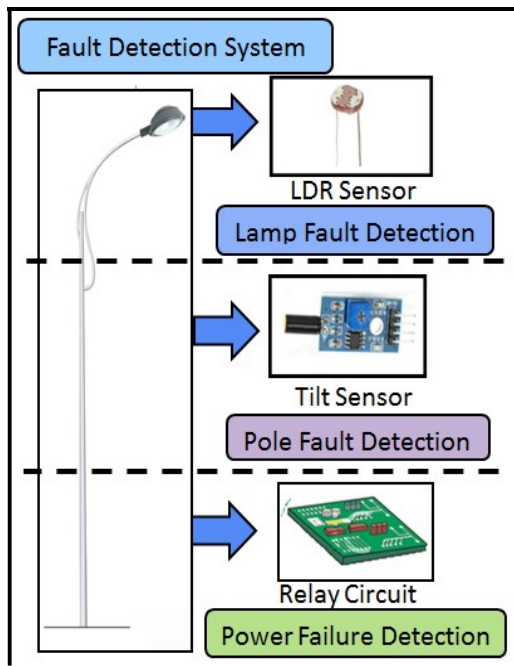 Fault Detection System
LDR Sensor
Lamp Fault Detection
Tilt Sensor
Pole Fault Detection
Relay Circuit
Power Failure Detection